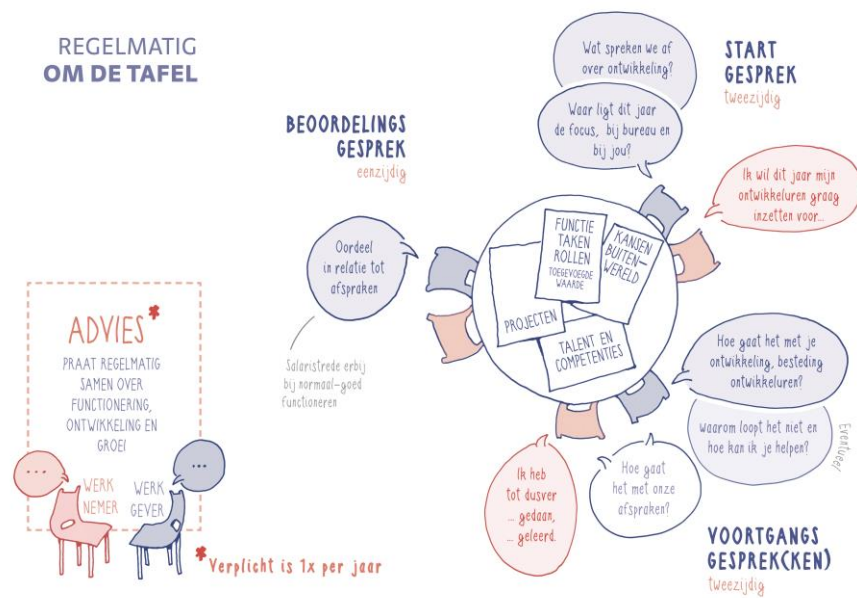 REGELMATIG
OM DE TAFEL
BEOORDELINGS
GESPREK
eenzijdig
Oordeel
in relatie tot
afspraken
Salaristrede erbij
bij normaal-goed
functioneren
Wat spreken we af
over ontwikkeling?
Waar ligt dit jaar
de focus, bij bureau en
bij jou?
START
GESPREK
tweezijdig
Ik wil dit jaar mijn
ontwikkeluren graag
inzetten voor...
FUNCTIE
TAKEN
ROLLEN
TOEGEVOEGDE
WAARDE
KANSEN
BUITEN-
WERELD
PROJECTEN
TALENT EN
COMPETENTIES
Hoe gaat het met je
ontwikkeling, besteding
ontwikkeluren?
waarom loopt het niet en
hoe kan ik je helpen?
Eventueel
Hoe gaat
het met onze
afspraken?
Ik heb
tot dusver
... gedaan,
... geleerd.
VOORTGANGS
GESPREK(KEN)
tweezijdig
ADVIES*
PRAAT REGELMATIG
SAMEN OVER
FUNCTIONERING,
ONTWIKKELING EN
GROEI
...
...
WERK
NEMER
WERK
GEVER
*Verplicht is 1x per jaar